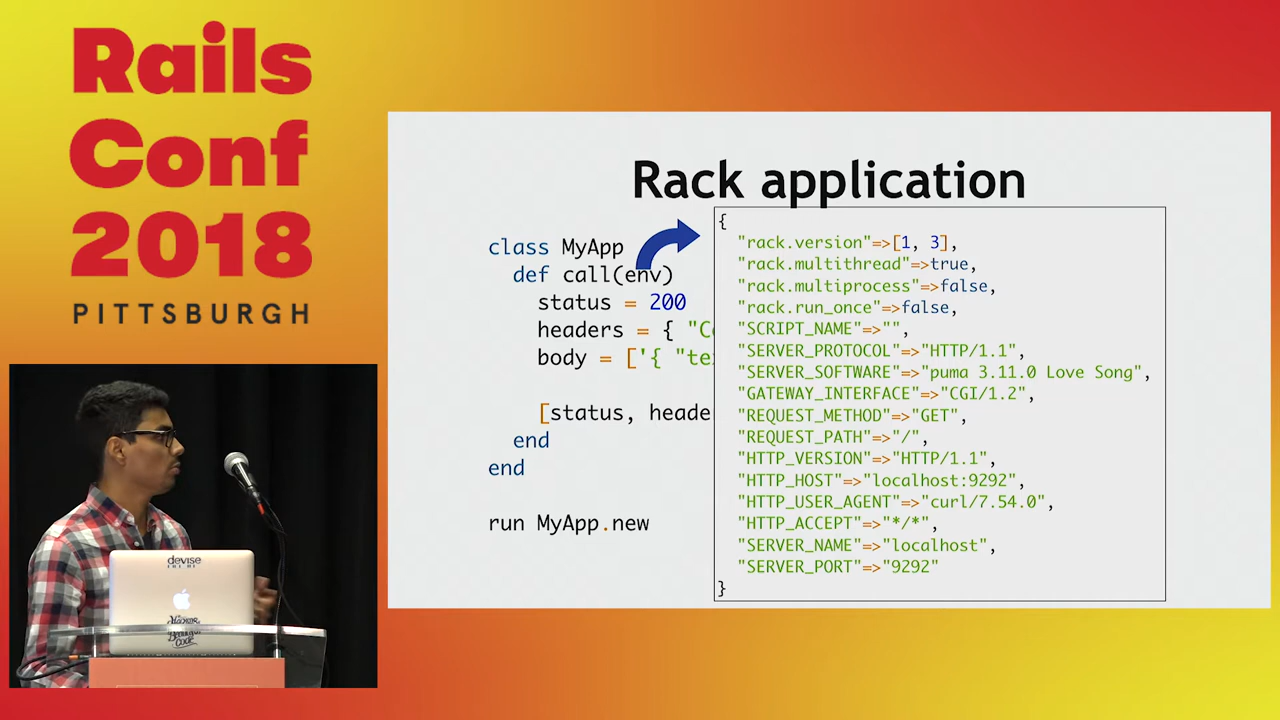 Rails
Conf
2018
PITTSBURGH
Rack application
class MyApp
def call(env)
status = 200
headers = { "C
body = ['{ "te
[status, heade
end
end
run MyApp.new
{
"rack.version"=>[1, 3],
"rack.multithread"=>true,
"rack.multiprocess"=>false,
"rack.run_once"=>false,
"SCRIPT_NAME"=>"",
"SERVER_PROTOCOL"=>"HTTP/1.1",
"SERVER_SOFTWARE"=>"puma 3.11.0 Love Song",
"GATEWAY_INTERFACE"=>"CGI/1.2",
"REQUEST_METHOD"=>"GET",
"REQUEST_PATH"=>"/",
"HTTP_VERSION"=>"HTTP/1.1",
"HTTP_HOST"=>"localhost:9292",
"HTTP_USER_AGENT"=>"curl/7.54.0",
"HTTP_ACCEPT"=>"*/*",
"SERVER_NAME"=>"localhost",
"SERVER_PORT"=>"9292"
}
devise
Beautiful
Code